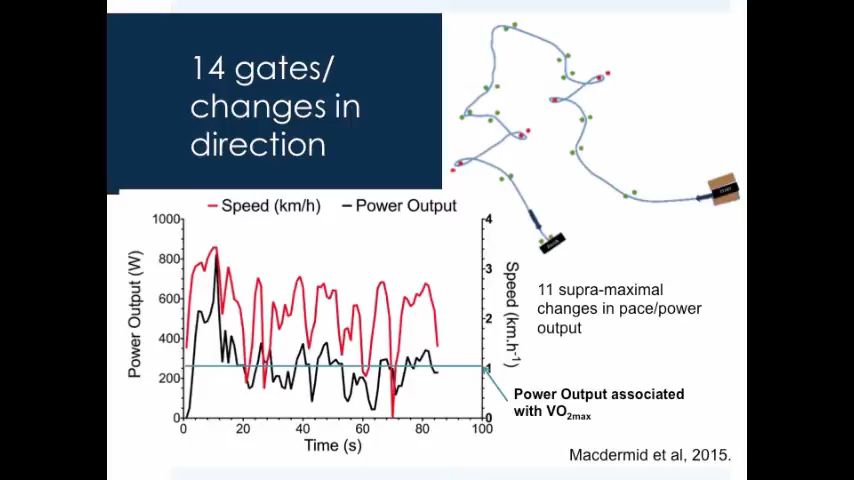 14 gates/
changes in
direction
Speed (km/h)
Power Output
1000
800
600
400
200
0
Power Output (W)
4
3
2
1
0
Speed (km.h-1)
0
20
40
60
80
100
Time (s)
11 supra-maximal
changes in pace/power
output
Power Output associated
with VO2max
Macdermid et al, 2015.